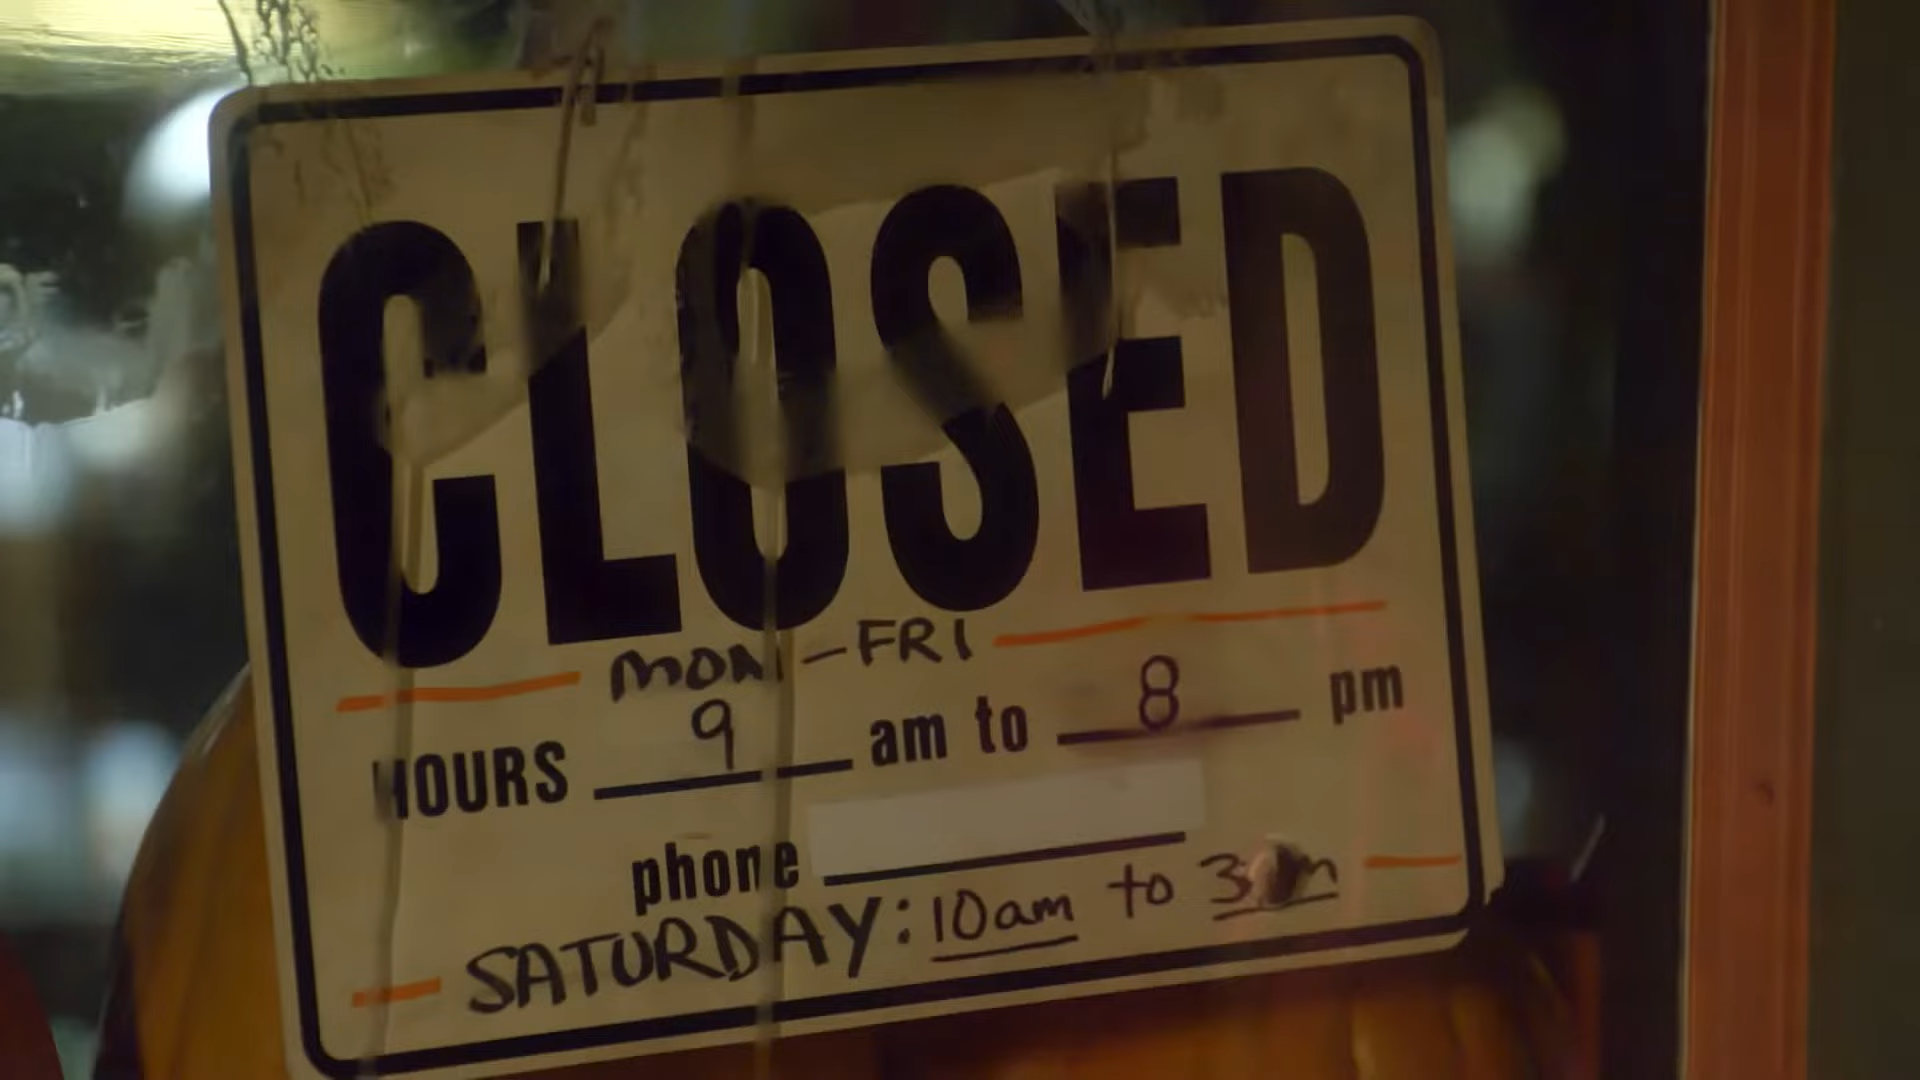 CLOSED
MON-FRI
HOURS 9 am to 8 pm
phone
SATURDAY: 10am to